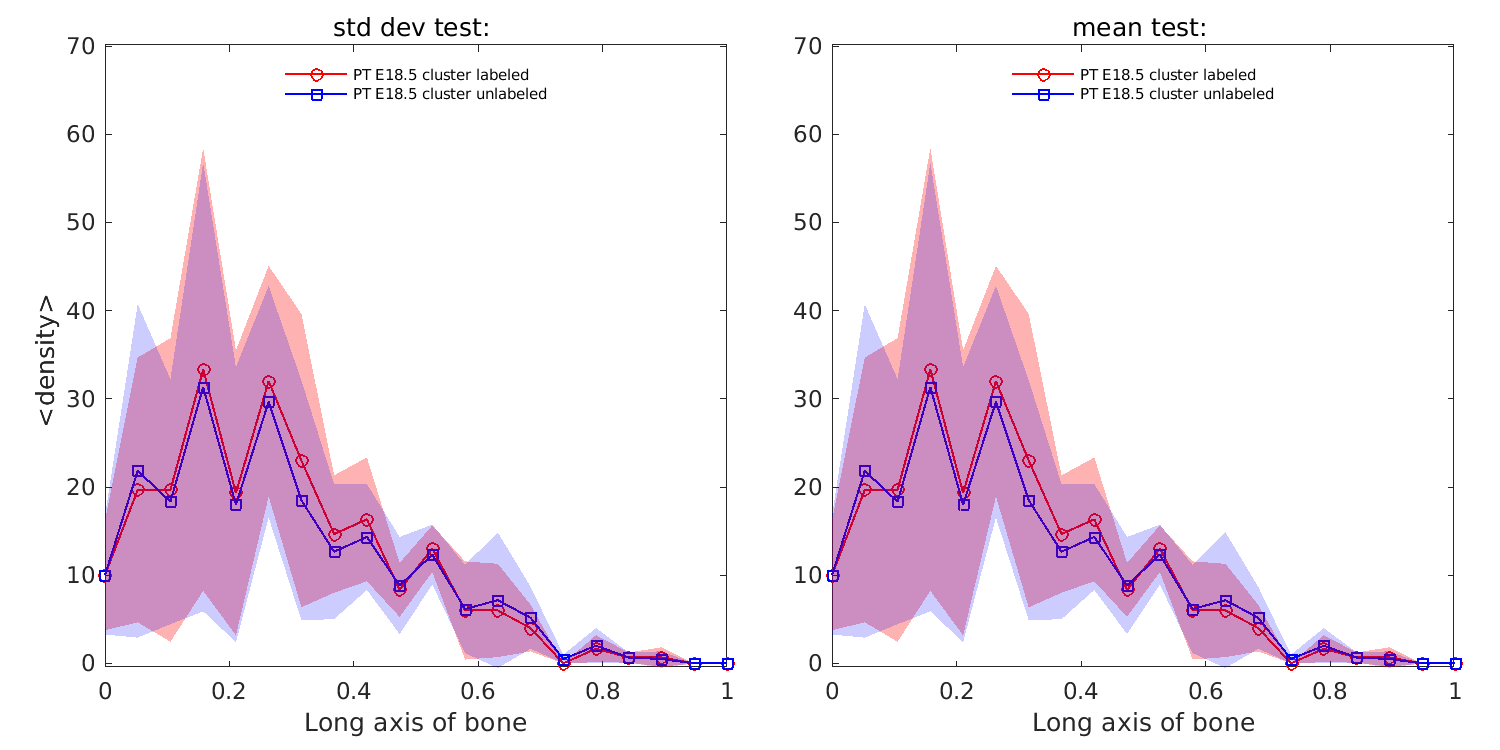 std dev test:
70
60
50
40
30
20
10
0
<density>
PT E18.5 cluster labeled
PT E18.5 cluster unlabeled
0 0.2 0.4 0.6 0.8 1
Long axis of bone
mean test:
70
60
50
40
30
20
10
0
PT E18.5 cluster labeled
PT E18.5 cluster unlabeled
0 0.2 0.4 0.6 0.8 1
Long axis of bone